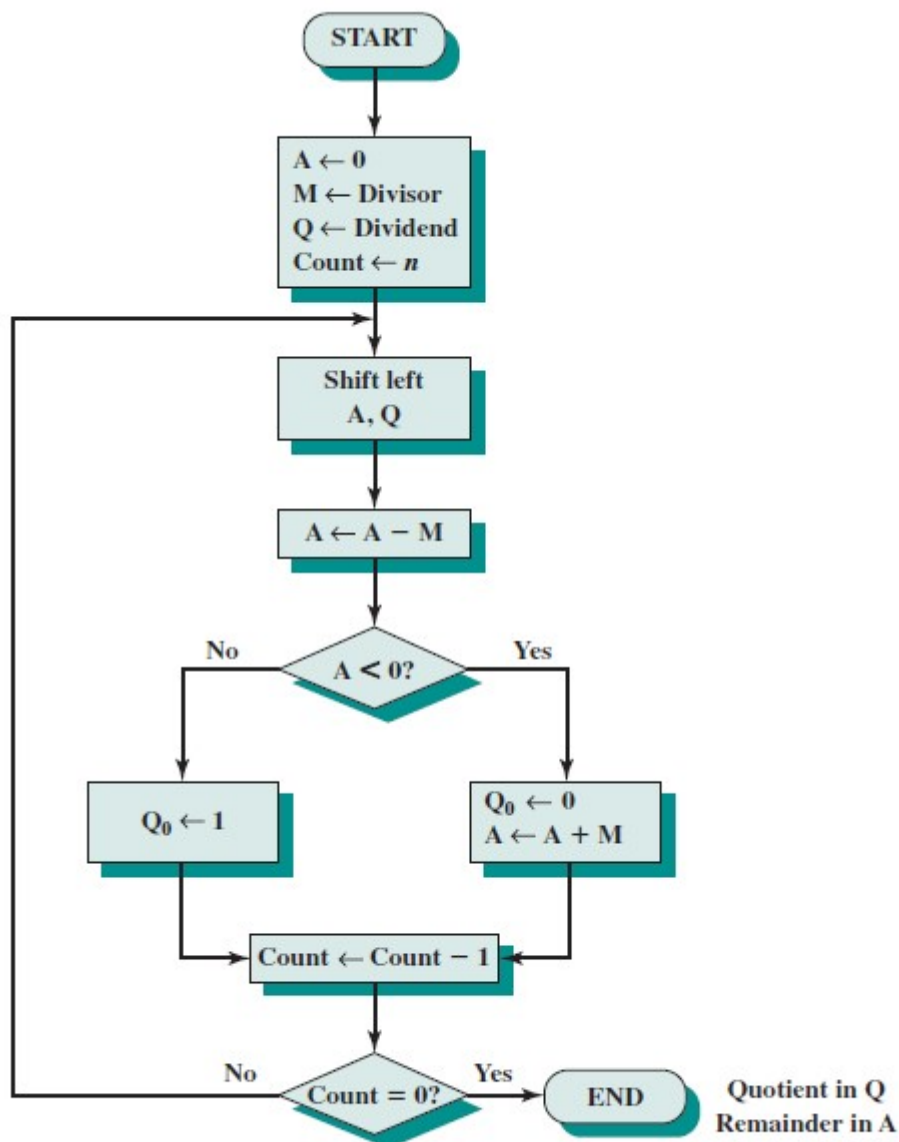 START
A ← 0
M ← Divisor
Q ← Dividend
Count ← n
Shift left
A, Q
A ← A − M
No
A < 0?
Yes
Q₀ ← 1
Q₀ ← 0
A ← A + M
Count ← Count − 1
No
Count = 0?
Yes
END
Quotient in Q
Remainder in A